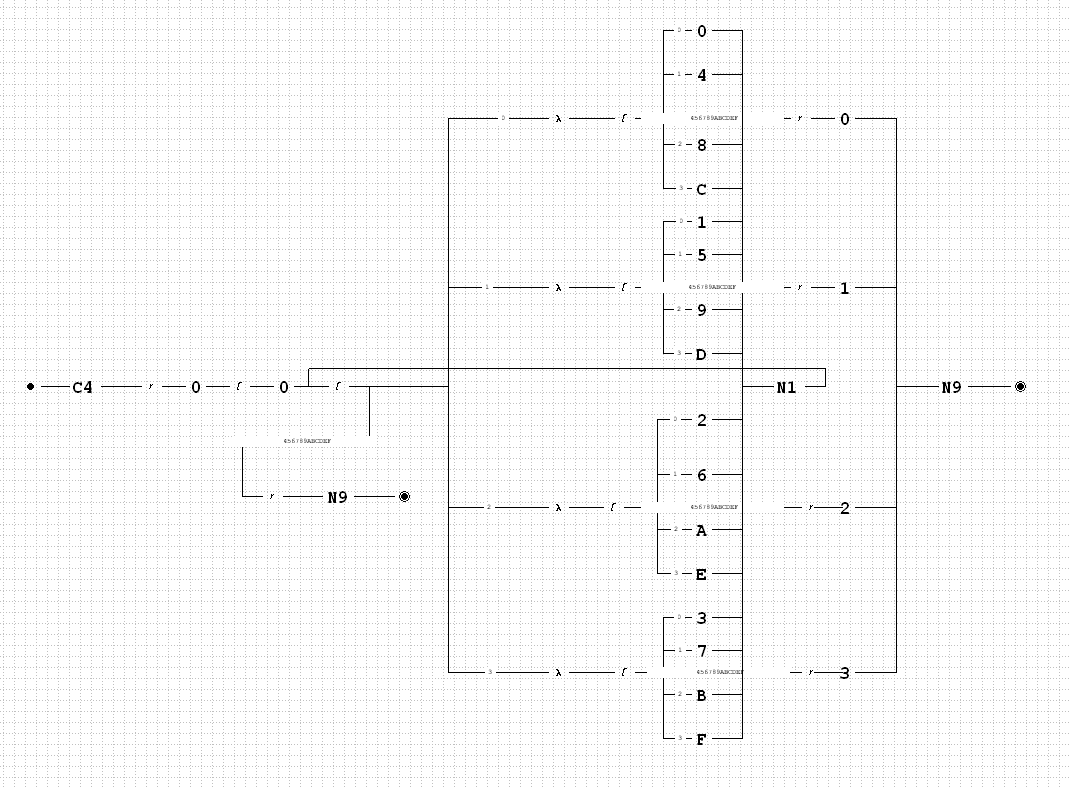 0 0
1 4
0 λ ſ 456789ABCDEF r 0
2 8
3 C
0 1
1 5
1 λ ſ 456789ABCDEF r 1
2 9
3 D
C4 r 0 ſ 0 ſ N1 N9
0 2
456789ABCDEF
1 6
r N9
2 λ ſ 456789ABCDEF r 2
2 A
3 E
0 3
1 7
3 λ ſ 456789ABCDEF r 3
2 B
3 F